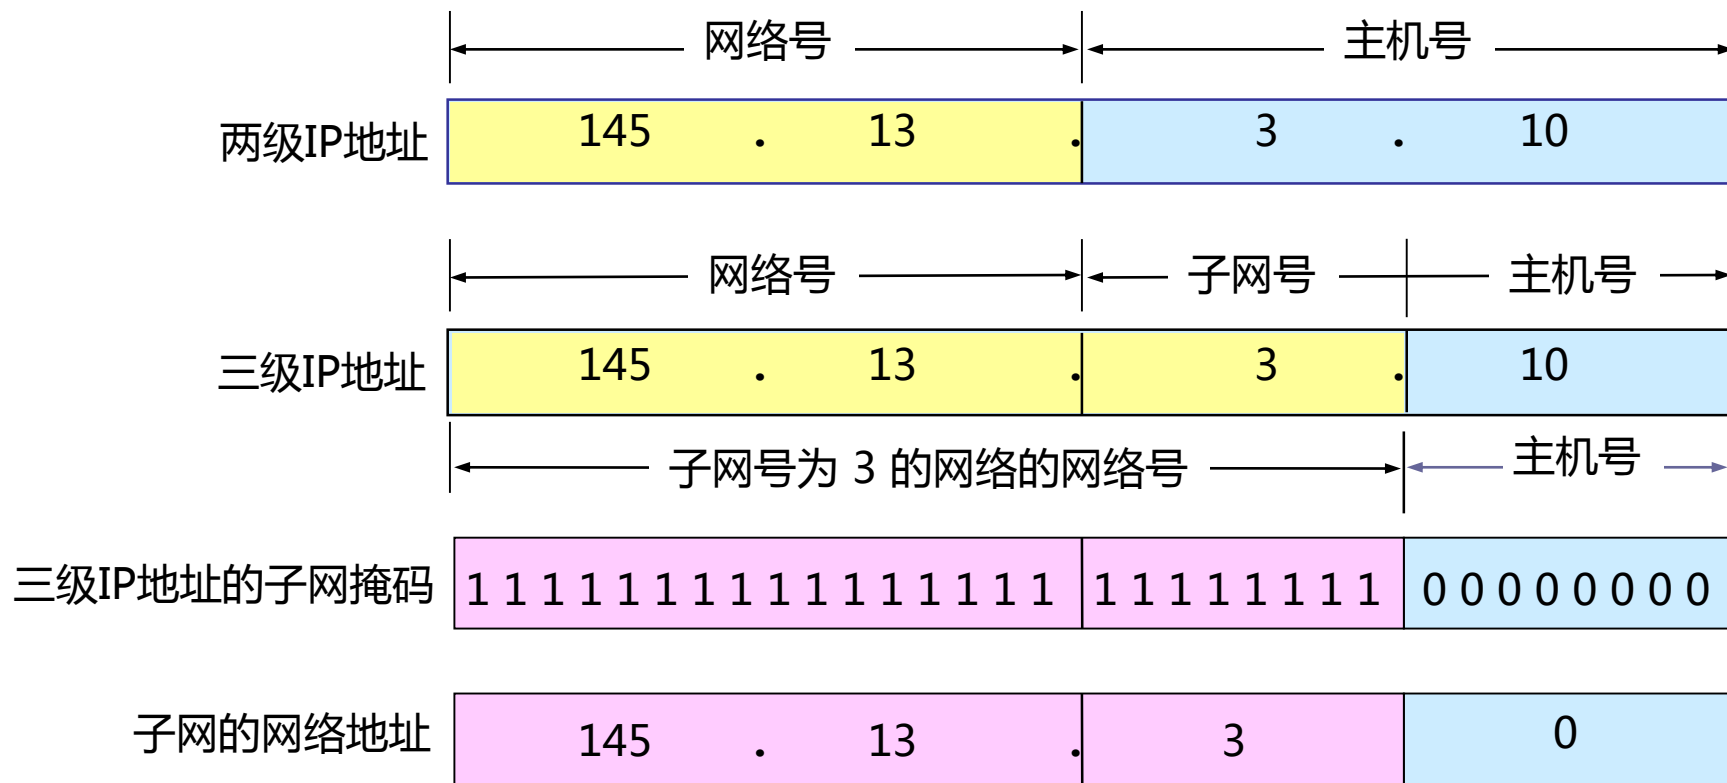 网络号 主机号
两级IP地址 145 . 13 . 3 . 10
网络号 子网号 主机号
三级IP地址 145 . 13 . 3 . 10
子网号为 3 的网络的网络号 主机号
三级IP地址的子网掩码 1 1 1 1 1 1 1 1 1 1 1 1 1 1 1 1 1 1 1 1 1 1 1 1 0 0 0 0 0 0 0 0
子网的网络地址 145 . 13 . 3 0